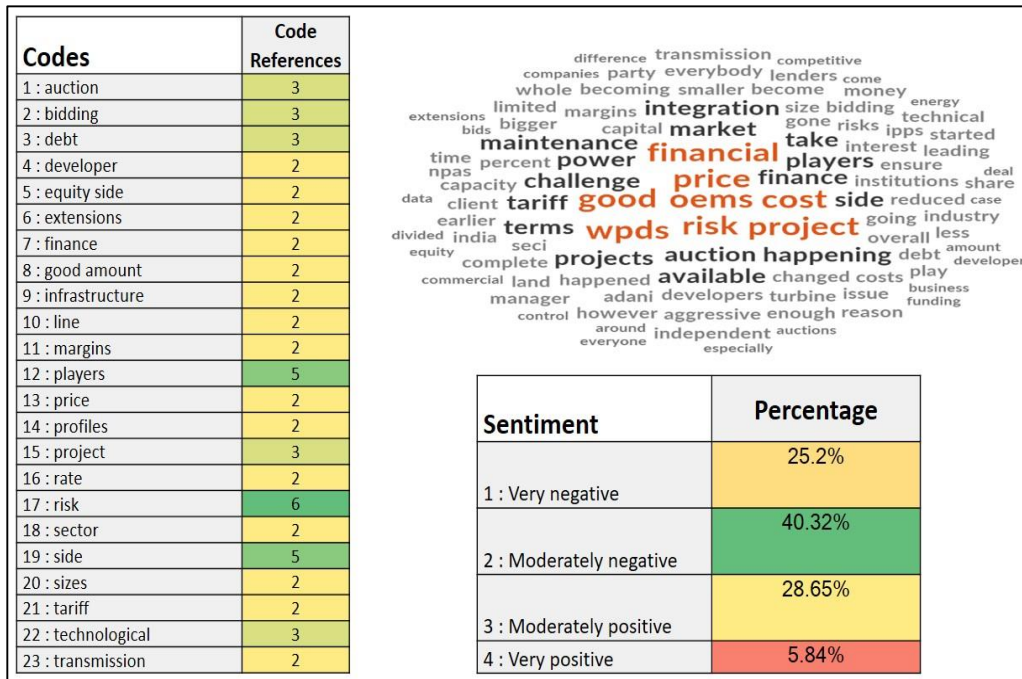 Codes Code References
1 : auction 3
2 : bidding 3
3 : debt 3
4 : developer 2
5 : equity side 2
6 : extensions 2
7 : finance 2
8 : good amount 2
9 : infrastructure 2
10 : line 2
11 : margins 2
12 : players 5
13 : price 2
14 : profiles 2
15 : project 3
16 : rate 2
17 : risk 6
18 : sector 2
19 : side 5
20 : sizes 2
21 : tariff 2
22 : technological 3
23 : transmission 2
difference transmission competitive
companies party everybody lenders come
whole becoming smaller become money
extensions limited margins integration size bidding energy
bids bigger capital market gone risks ipps technical
maintenance take started
time percent power financial players interest leading
npas ensure deal
capacity challenge price finance institutions share
data client tariff good oems cost side reduced case
earlier terms wpds risk project going industry
divided india seci overall less
equity complete projects auction happening debt amount developer
commercial land happened available changed costs play
manager adani developers turbine issue business funding
control however aggressive enough reason
around everyone independent auctions
especially
Sentiment Percentage
1 : Very negative 25.2%
2 : Moderately negative 40.32%
3 : Moderately positive 28.65%
4 : Very positive 5.84%